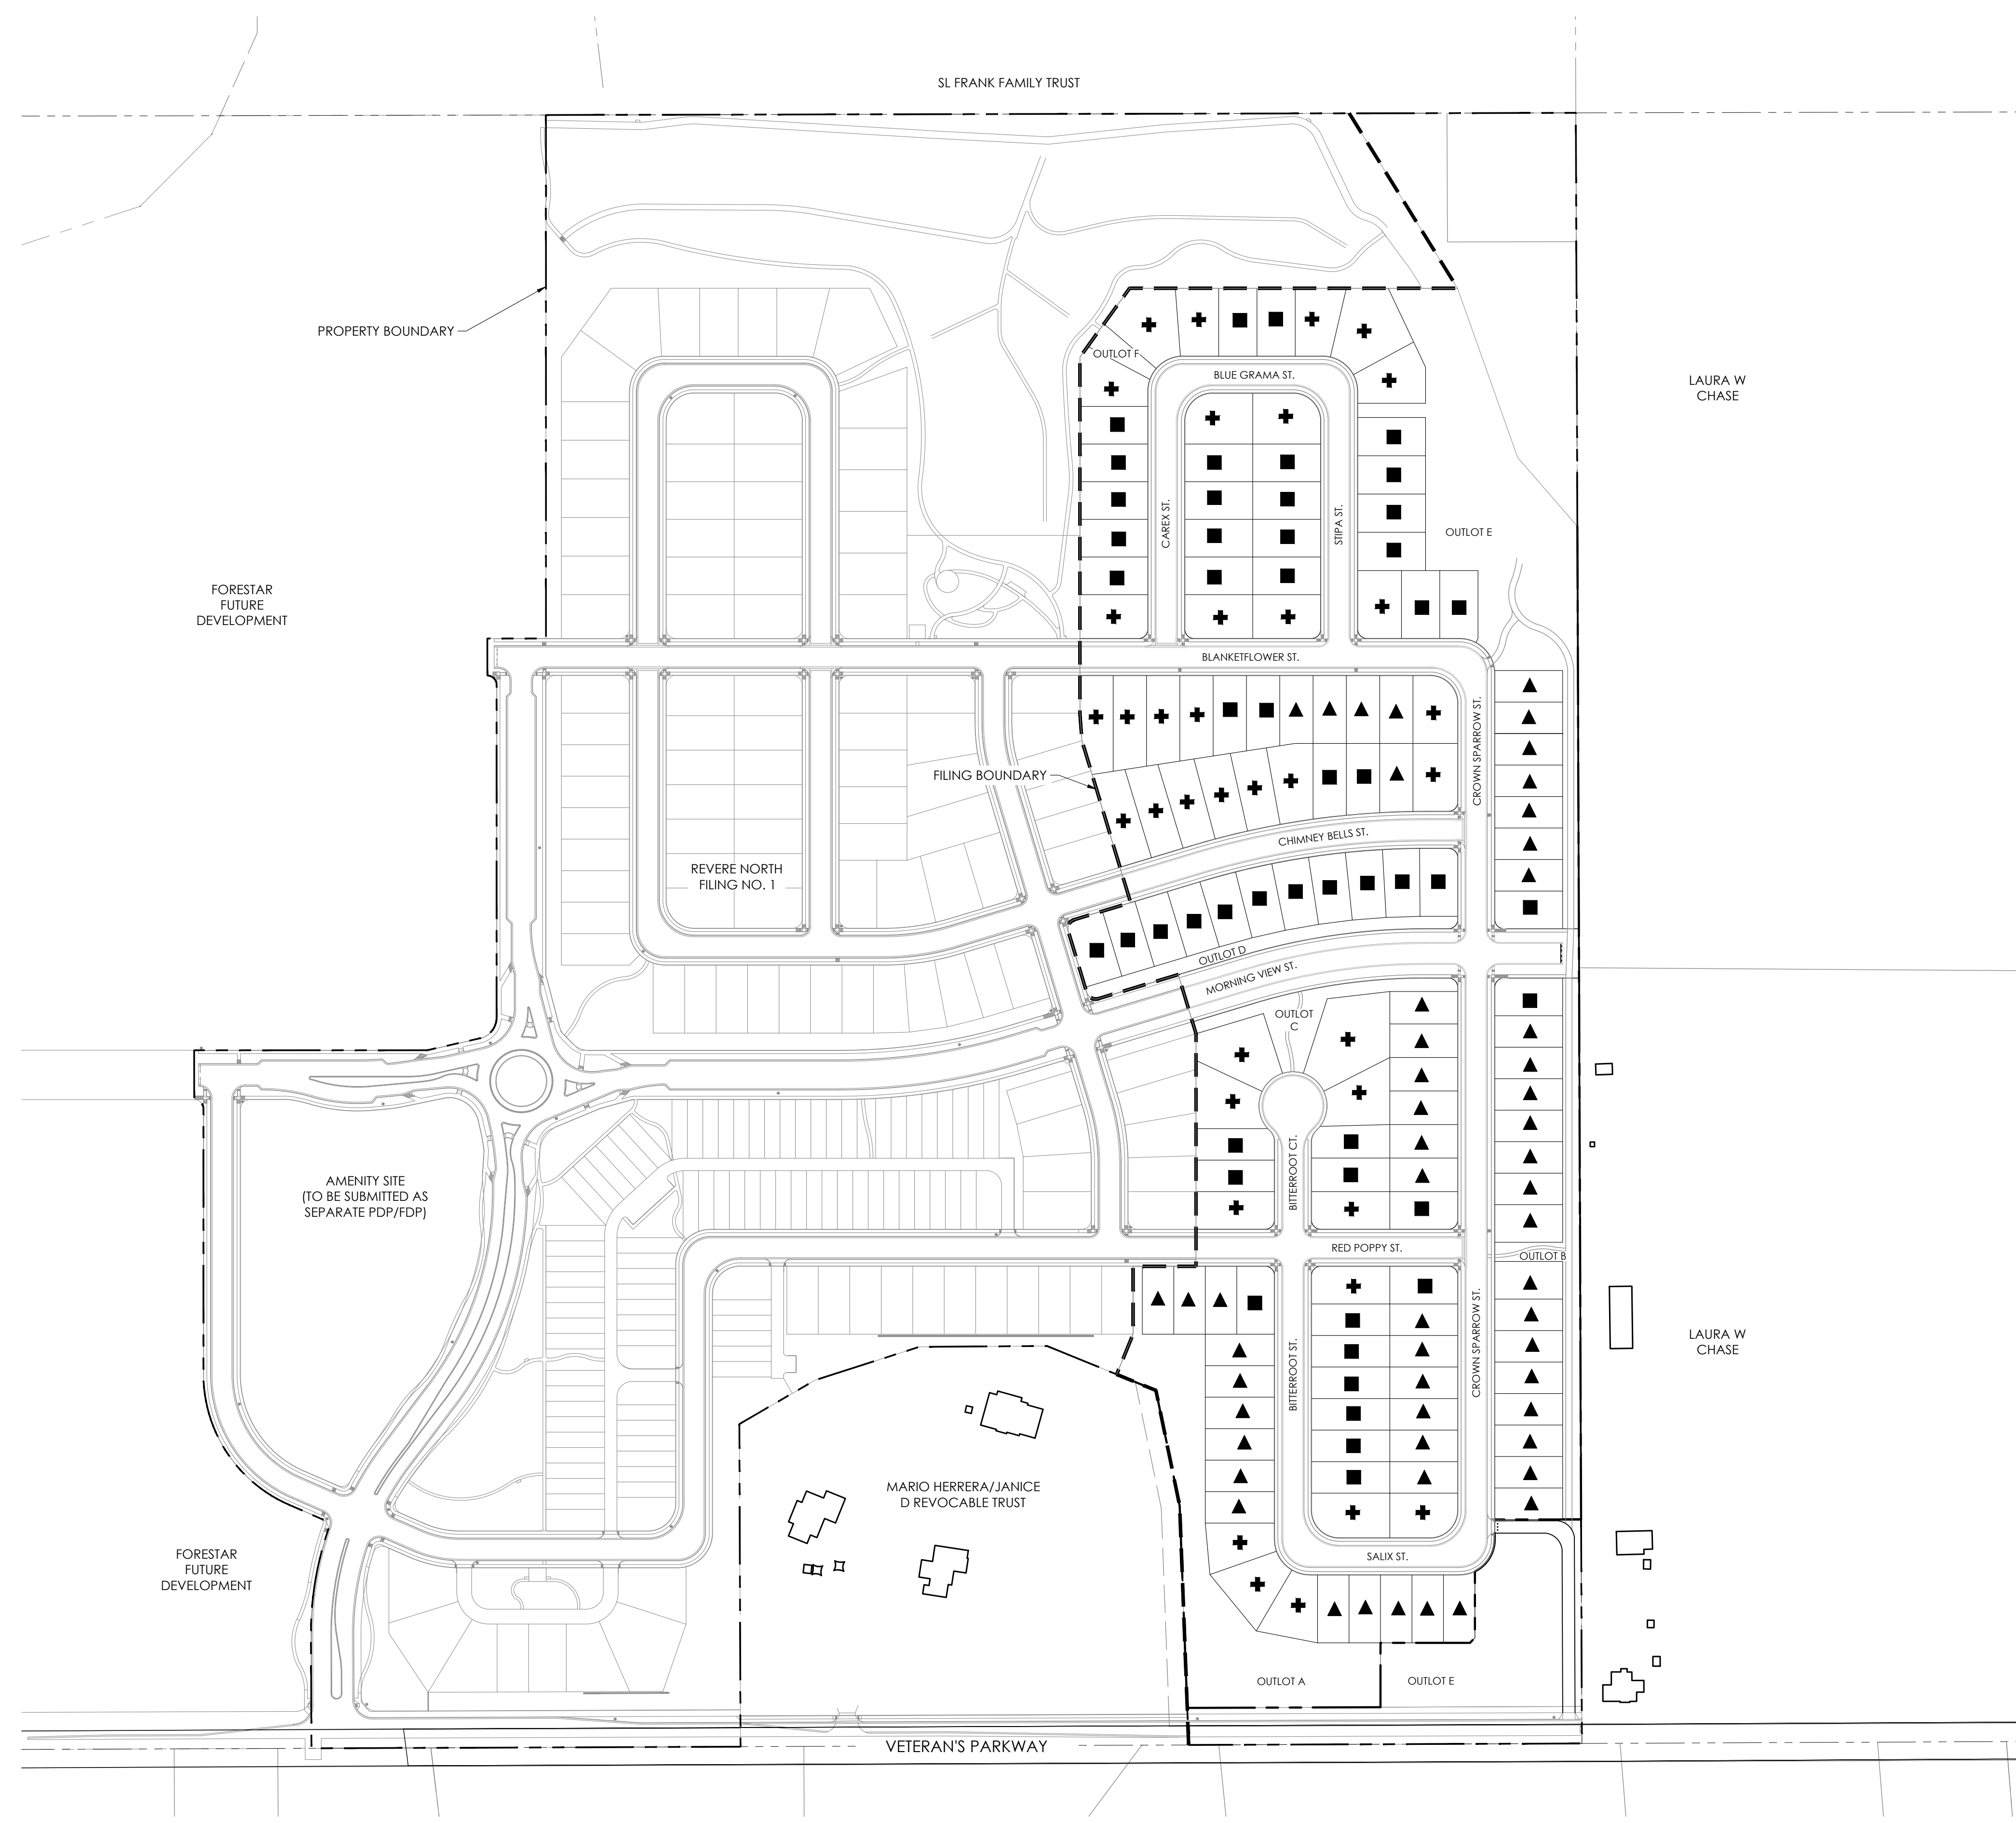 SL FRANK FAMILY TRUST
PROPERTY BOUNDARY
OUTLOT F
BLUE GRAMA ST.
LAURA W
CHASE
CAREX ST.
STIPA ST.
OUTLOT E
FORESTAR
FUTURE
DEVELOPMENT
BLANKETFLOWER ST.
CROWN SPARROW ST.
FILING BOUNDARY
CHIMNEY BELLS ST.
REVERE NORTH
FILING NO. 1
OUTLOT D
MORNING VIEW ST.
OUTLOT
C
AMENITY SITE
(TO BE SUBMITTED AS
SEPARATE PDP/FDP)
BITTERROOT CT.
RED POPPY ST.
OUTLOT B
LAURA W
CHASE
BITTERROOT ST.
CROWN SPARROW ST.
MARIO HERRERA/JANICE
D REVOCABLE TRUST
FORESTAR
FUTURE
DEVELOPMENT
SALIX ST.
OUTLOT A
OUTLOT E
VETERAN'S PARKWAY